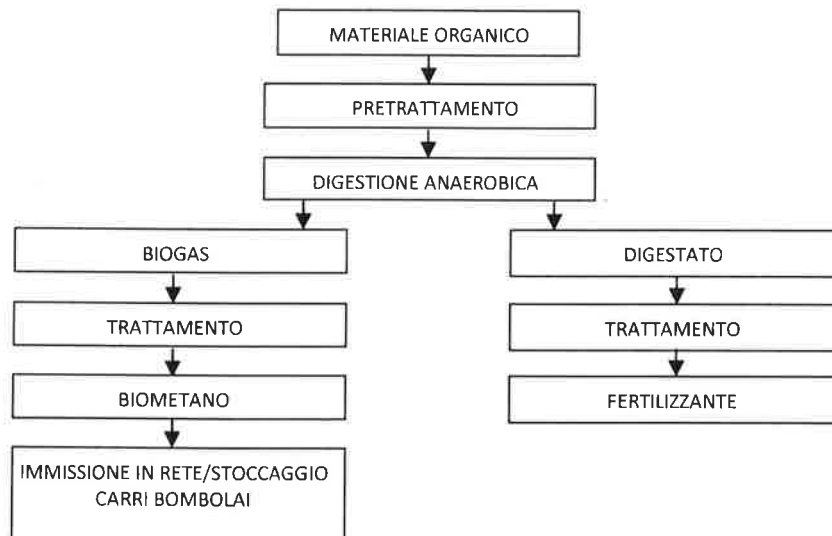 MATERIALE ORGANICO
PRETRATTAMENTO
DIGESTIONE ANAEROBICA
BIOGAS
DIGESTATO
TRATTAMENTO
TRATTAMENTO
BIOMETANO
FERTILIZZANTE
IMMISSIONE IN RETE/STOCCAGGIO
CARRI BOMBOLAI